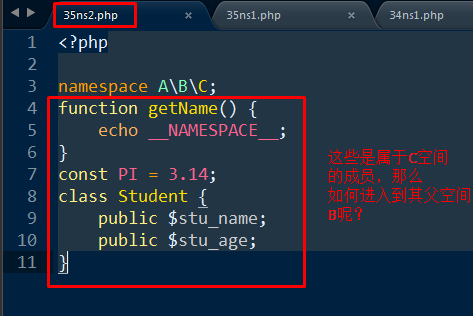 35ns2.php × 35ns1.php × 34ns1.php
1 <?php
2
3 namespace A\B\C;
4 function getName() {
5 echo __NAMESPACE__;
6 }
7 const PI = 3.14;
8 class Student {
9 public $stu_name;
10 public $stu_age;
11 }
这些是属于C空间
的成员，那么
如何进入到其父空间
B呢？